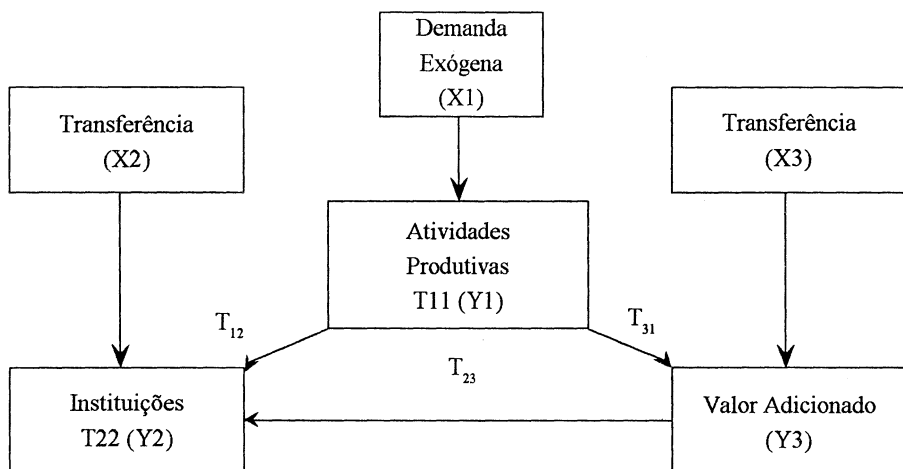 Demanda
Exógena
(X1)
Transferência
(X2)
Transferência
(X3)
Atividades
Produtivas
T11 (Y1)
T12
T31
T23
Instituições
T22 (Y2)
Valor Adicionado
(Y3)